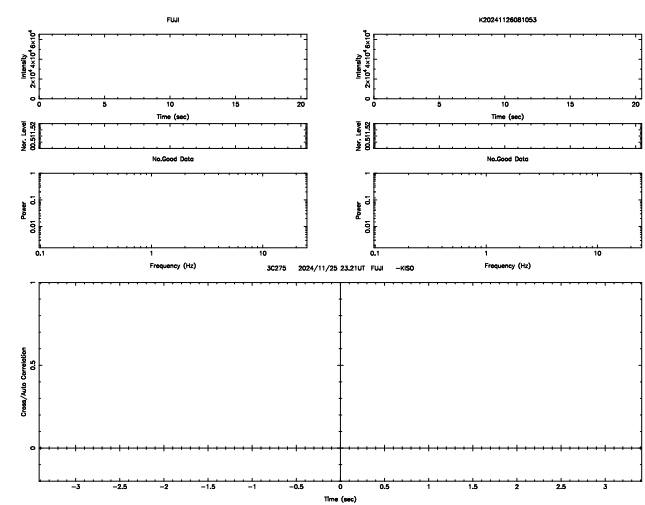 FUJI
K20241126081053
Intensity
0 2×10⁴ 4×10⁴ 6×10⁴
0 5 10 15 20
Time (sec)
Intensity
0 2×10⁴ 4×10⁴ 6×10⁴
0 5 10 15 20
Time (sec)
Nor. Level
00.511.52
Nor. Level
00.511.52
No.Good Data
No.Good Data
Power
1
0.1
0.01
0.1 1 10
Frequency (Hz)
Power
1
0.1
0.01
0.1 1 10
Frequency (Hz)
3C275 2024/11/25 23.21UT FUJI -KISO
Cross/Auto Correlation
1
0.5
0
-3 -2.5 -2 -1.5 -1 -0.5 0 0.5 1 1.5 2 2.5 3
Time (sec)